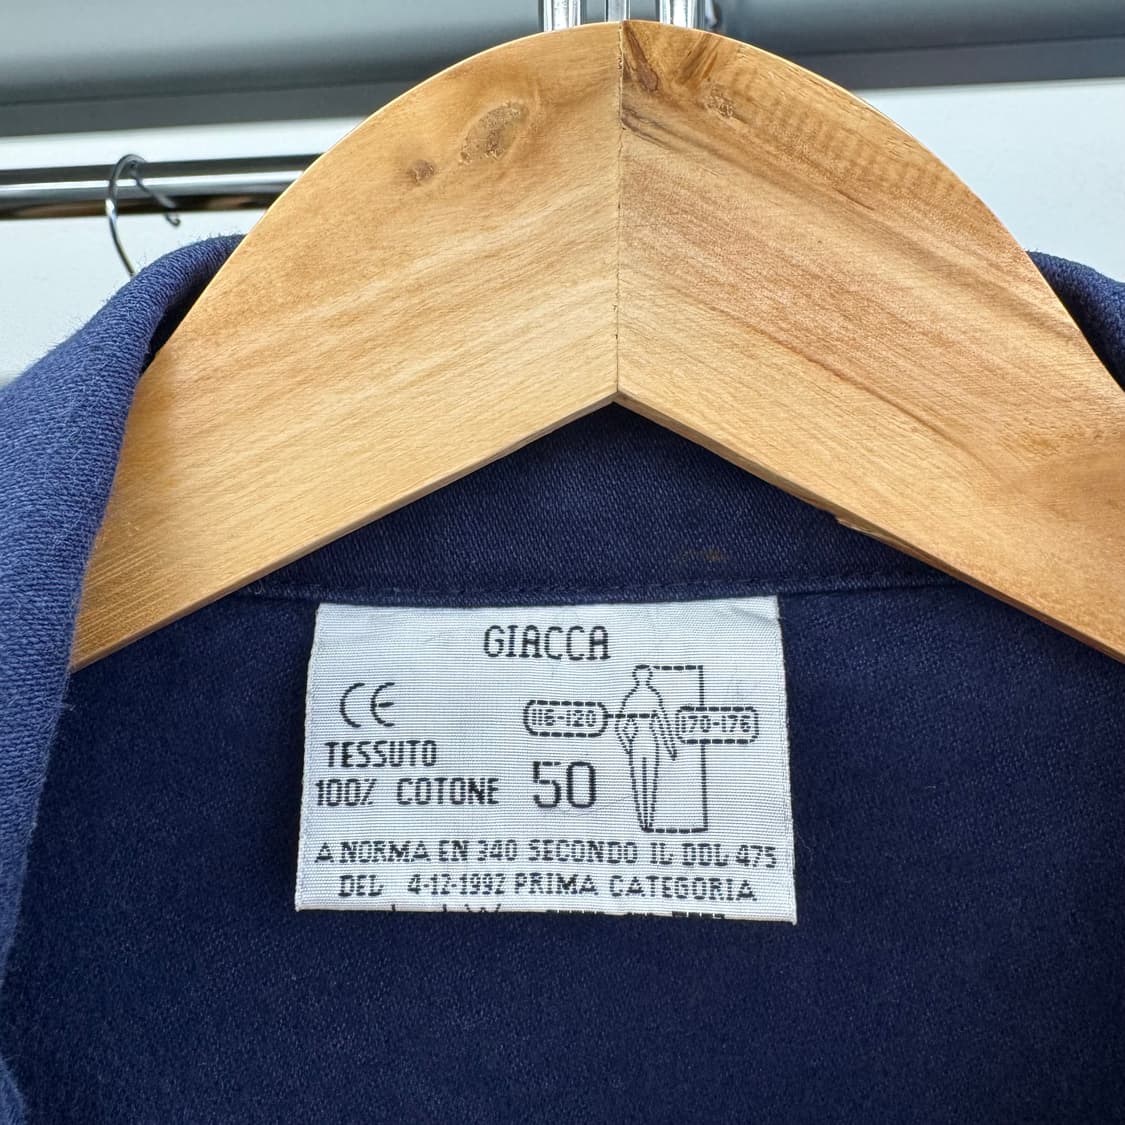 GIACCA
CE
116-120
170-176
TESSUTO
100% COTONE 50
A NORMA EN 340 SECONDO IL DDL 475
DEL 4-12-1992 PRIMA CATEGORIA